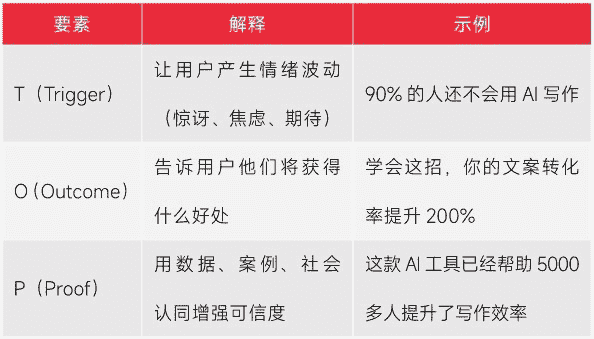 要素
解释
示例
T（Trigger）
让用户产生情绪波动
（惊讶、焦虑、期待）
90% 的人还不会用 AI 写作
O (Outcome)
告诉用户他们将获得
什么好处
学会这招，你的文案转化
率提升 200%
P（Proof）
用数据、案例、社会
认同增强可信度
这款 AI 工具已经帮助 5000
多人提升了写作效率